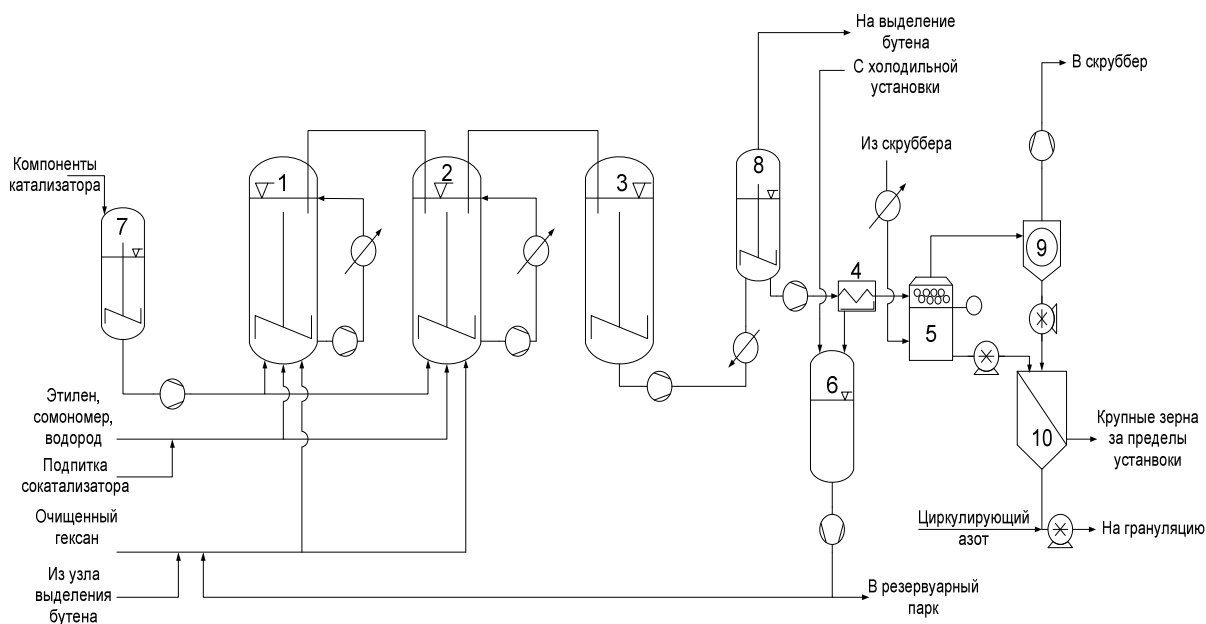 На выделение
бутена
С холодильной
установки
В скруббер
Из скруббера
Компоненты
катализатора
1
2
3
8
7
9
4
5
6
10
Этилен,
сомономер,
водород
Подпитка
сокатализатора
Очищенный
гексан
Из узла
выделения
бутена
Крупные зерна
за пределы
устанвоки
Циркулирующий
азот
На грануляцию
В резервуарный
парк